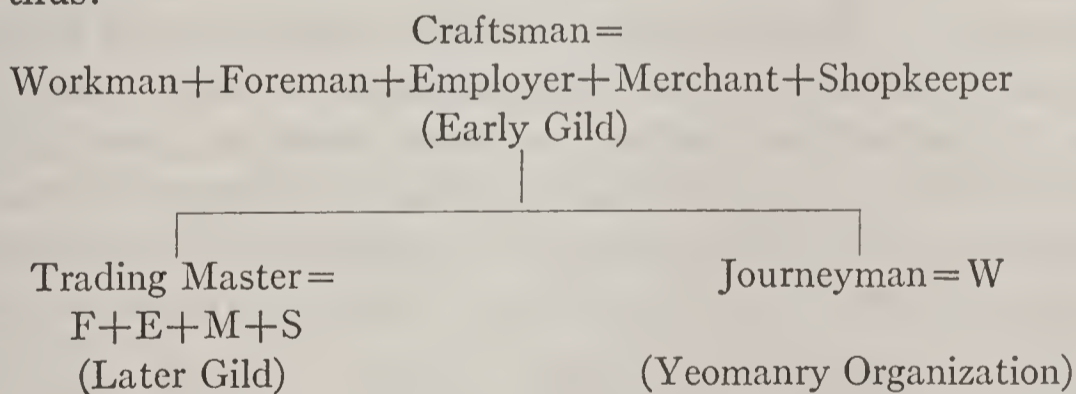 thus:
Craftsman=
Workman+Foreman+Employer+Merchant+Shopkeeper
(Early Gild)
Trading Master=
F+E+M+S
(Later Gild)
Journeyman=W
(Yeomanry Organization)